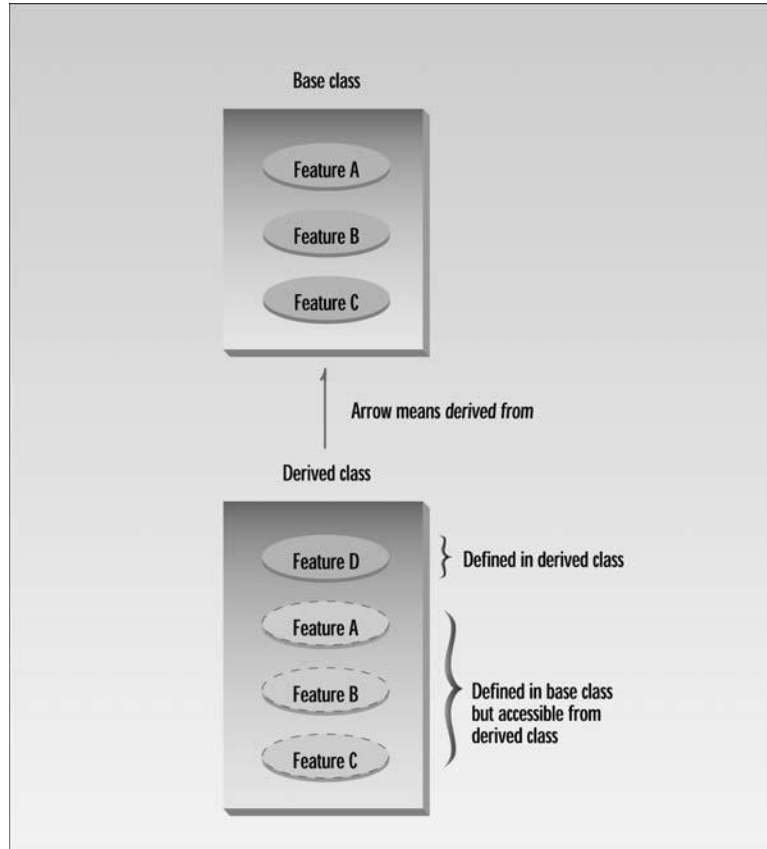 Base class
Feature A
Feature B
Feature C
Arrow means derived from
Derived class
Feature D
Defined in derived class
Feature A
Feature B
Feature C
Defined in base class
but accessible from
derived class